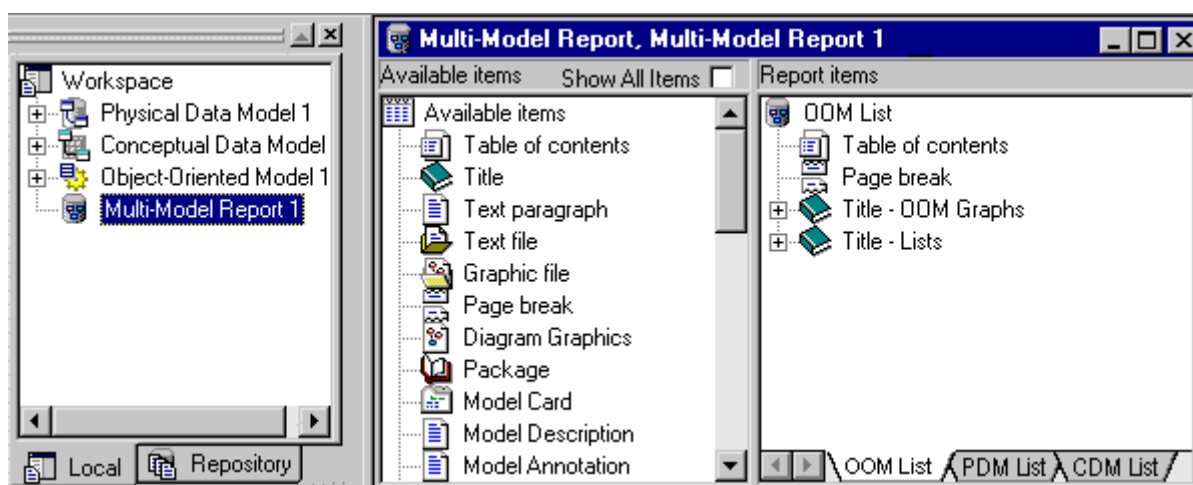 Workspace
Physical Data Model 1
Conceptual Data Model
Object-Oriented Model 1
Multi-Model Report 1
Local
Repository
Multi-Model Report, Multi-Model Report 1
Available items
Show All Items
Available items
Table of contents
Title
Text paragraph
Text file
Graphic file
Page break
Diagram Graphics
Package
Model Card
Model Description
Model Annotation
Report items
OOM List
Table of contents
Page break
Title - OOM Graphs
Title - Lists
OOM List
PDM List
CDM List